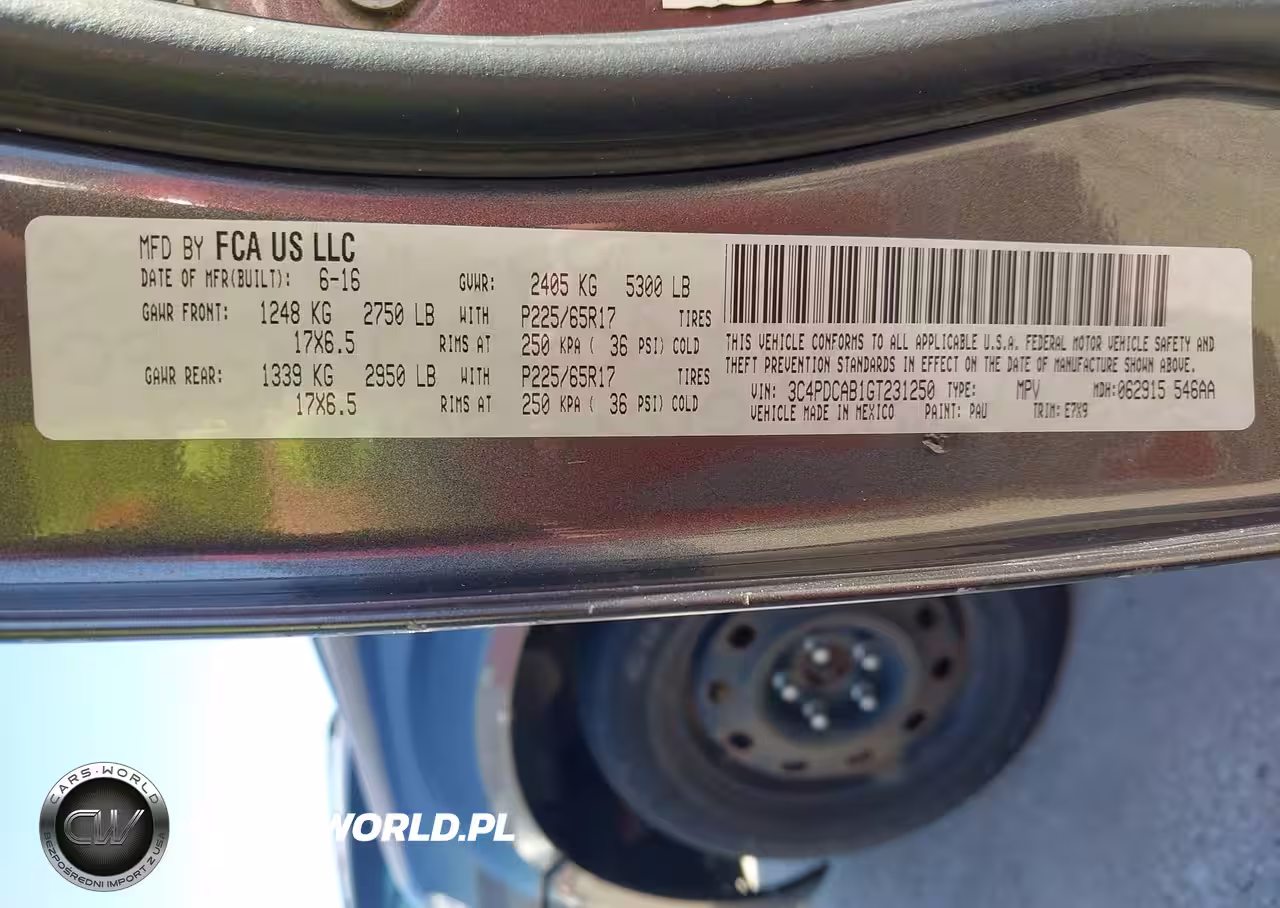 MFD BY FCA US LLC
DATE OF MFR(BUILT): 6-16 GVWR: 2405 KG 5300 LB
GAWR FRONT: 1248 KG 2750 LB WITH P225/65R17 TIRES
17X6.5 RIMS AT 250 KPA ( 36 PSI) COLD
GAWR REAR: 1339 KG 2950 LB WITH P225/65R17 TIRES
17X6.5 RIMS AT 250 KPA ( 36 PSI) COLD
THIS VEHICLE CONFORMS TO ALL APPLICABLE U.S.A. FEDERAL MOTOR VEHICLE SAFETY AND
THEFT PREVENTION STANDARDS IN EFFECT ON THE DATE OF MANUFACTURE SHOWN ABOVE.
VIN: 3C4PDCAB1GT231250 TYPE: MPV MDH: 062915 546AA
VEHICLE MADE IN MEXICO PAINT: PAU TRIM: E7X9
CARS-WORLD
CW
BEZPOŚREDNI IMPORT Z USA
WORLD.PL